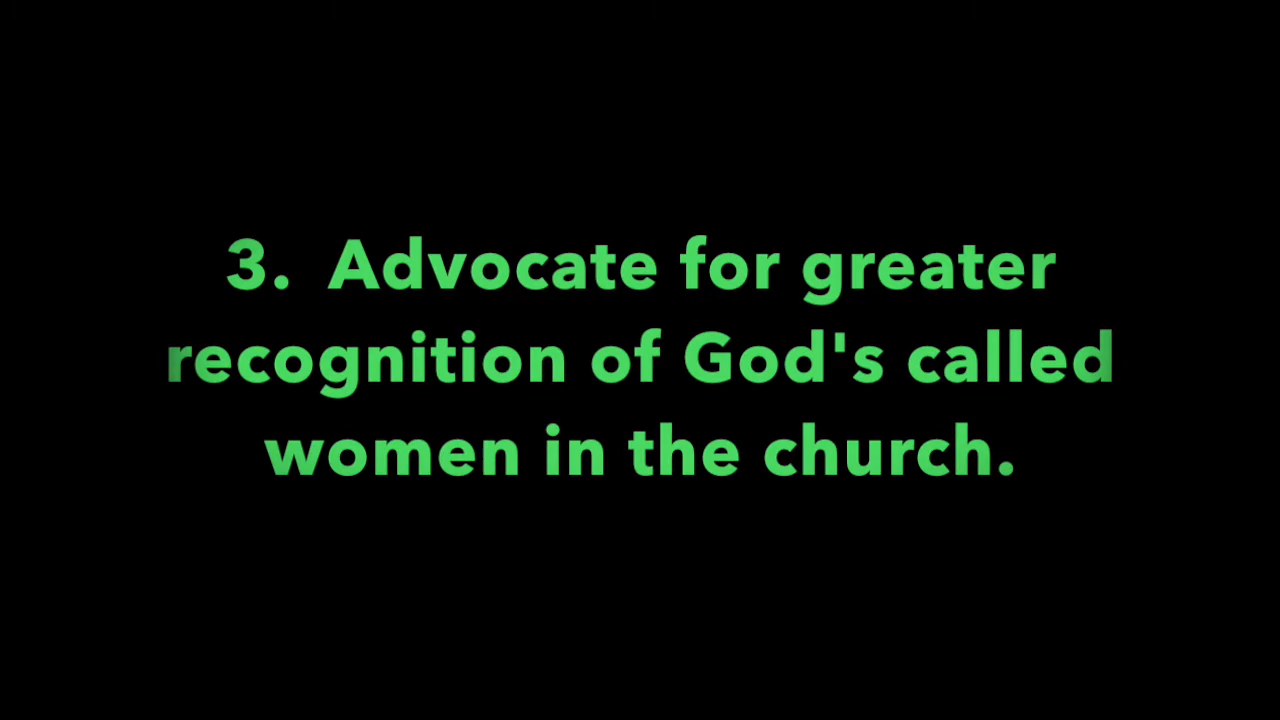 3.  Advocate for greater
recognition of God's called
women in the church.